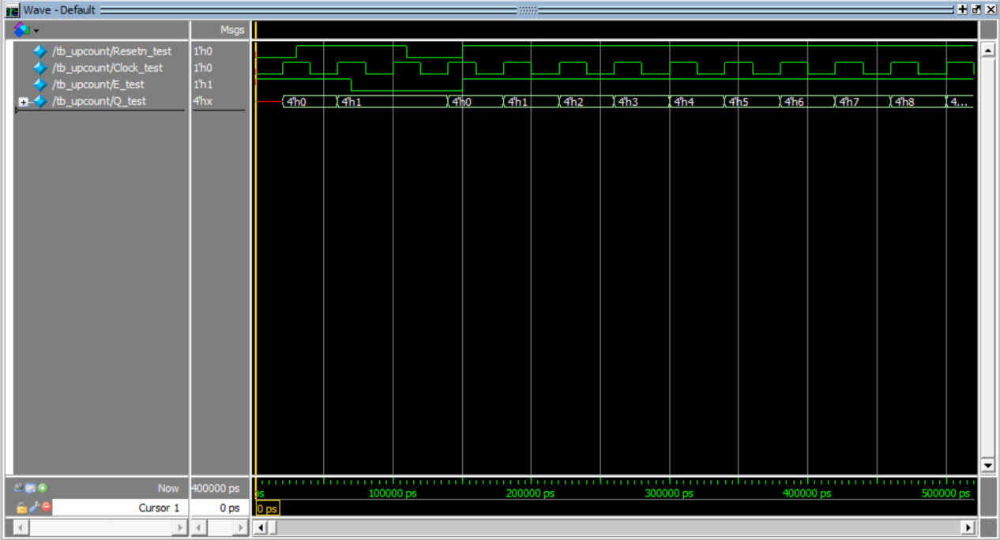 Wave - Default
Msgs
/tb_upcount/Resetn_test 1'h0
/tb_upcount/Clock_test 1'h0
/tb_upcount/E_test 1'h1
/tb_upcount/Q_test 4'hx 4'h0 4'h1 4'h0 4'h1 4'h2 4'h3 4'h4 4'h5 4'h6 4'h7 4'h8 4...
Now 400000 ps ps 100000 ps 200000 ps 300000 ps 400000 ps 500000 ps
Cursor 1 0 ps 0 ps